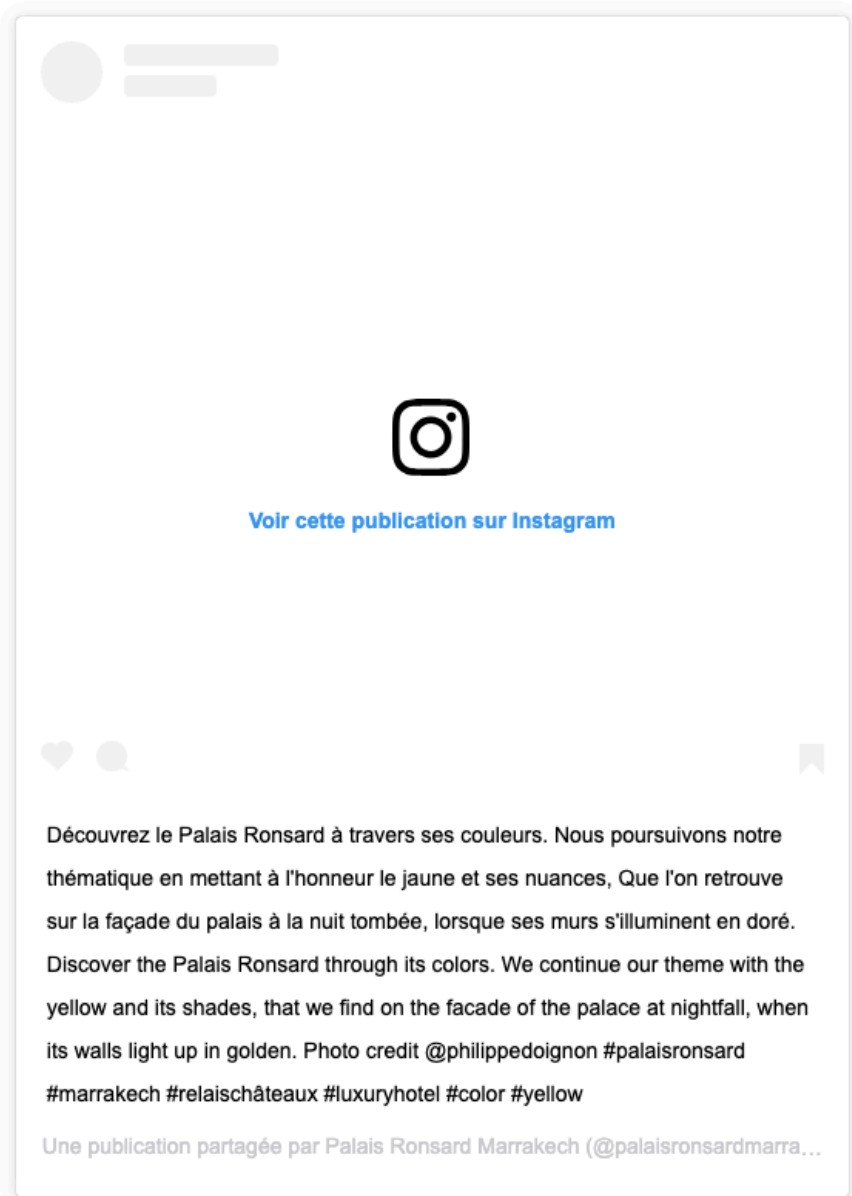 Voir cette publication sur Instagram
Découvrez le Palais Ronsard à travers ses couleurs. Nous poursuivons notre
thématique en mettant à l'honneur le jaune et ses nuances, Que l'on retrouve
sur la façade du palais à la nuit tombée, lorsque ses murs s'illuminent en doré.
Discover the Palais Ronsard through its colors. We continue our theme with the
yellow and its shades, that we find on the facade of the palace at nightfall, when
its walls light up in golden. Photo credit @philippedoignon #palaisronsard
#marrakech #relaischâteaux #luxuryhotel #color #yellow
Une publication partagée par Palais Ronsard Marrakech (@palaisronsardmarra...